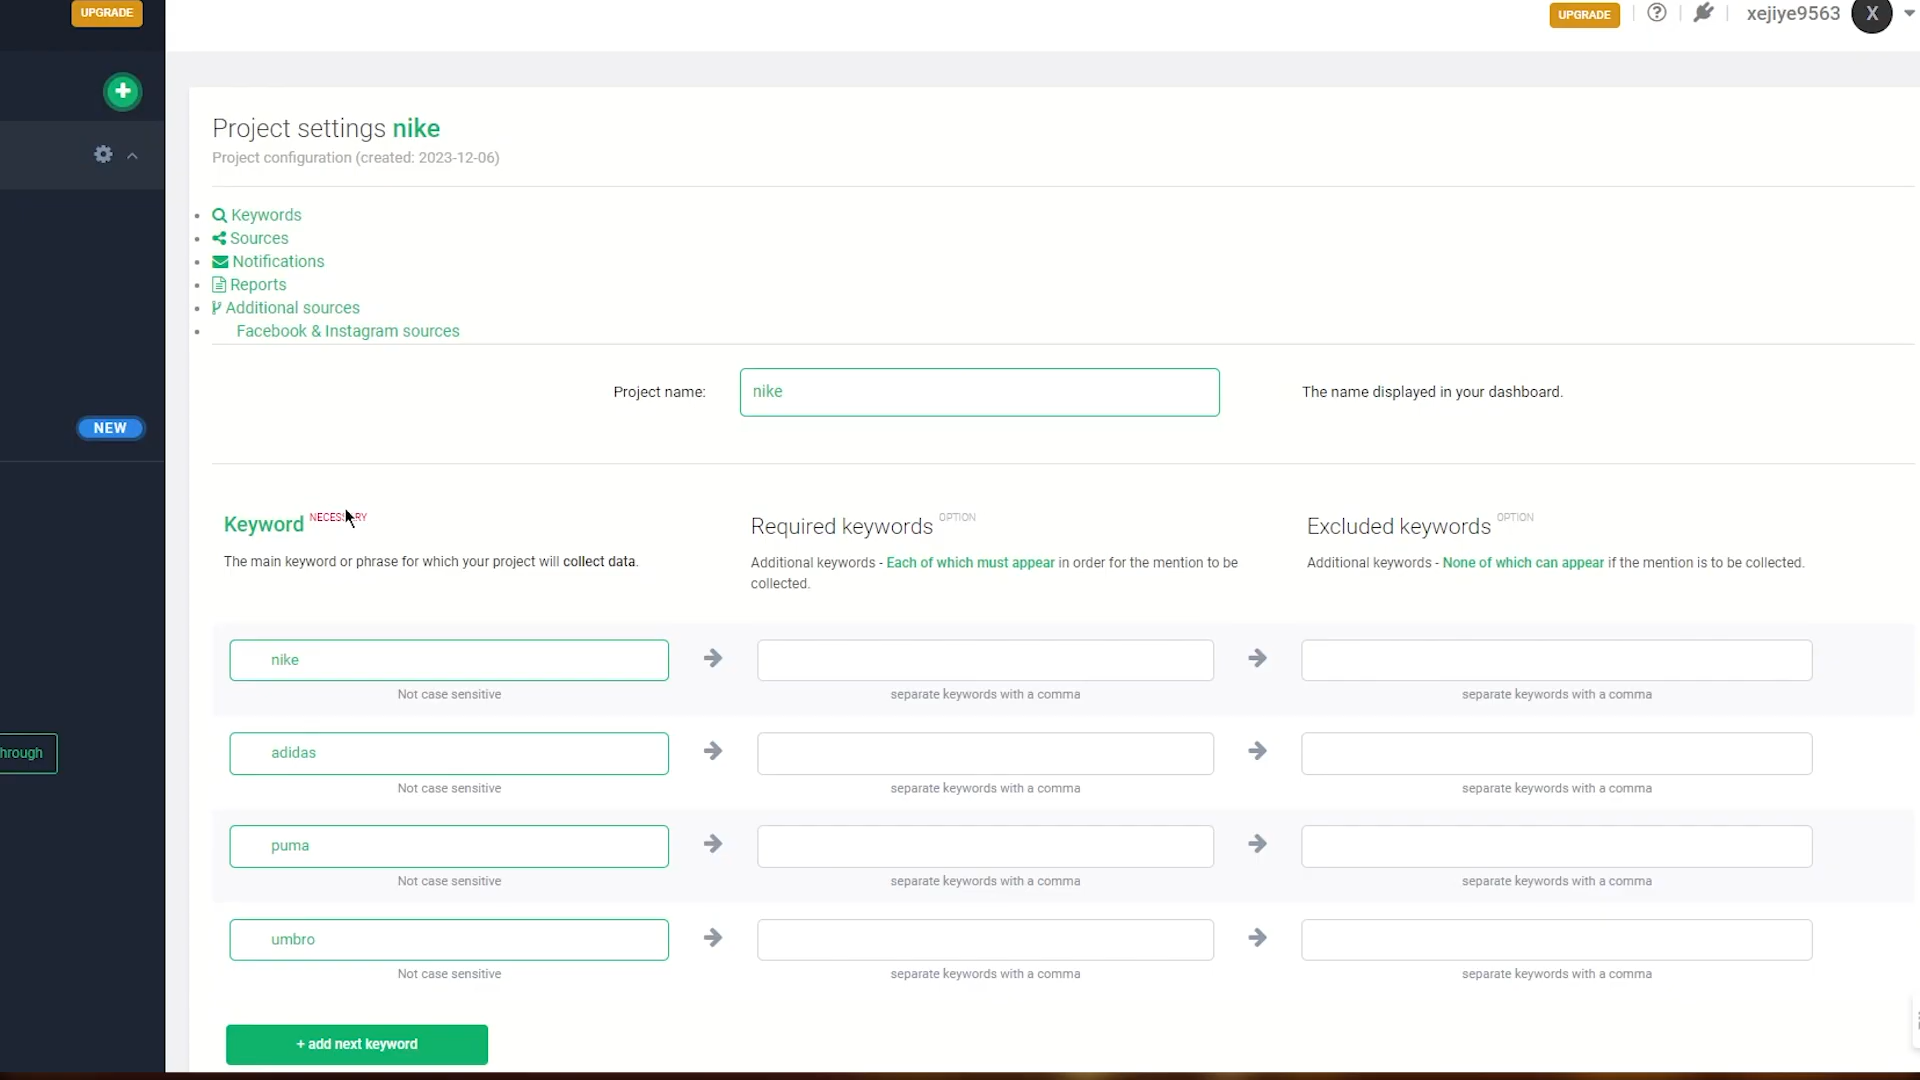 UPGRADE
UPGRADE
xejiye9563
X
Project settings nike
Project configuration (created: 2023-12-06)
Keywords
Sources
Notifications
Reports
Additional sources
Facebook & Instagram sources
Project name:
nike
The name displayed in your dashboard.
NEW
Keyword NECESSARY
The main keyword or phrase for which your project will collect data.
Required keywords OPTION
Additional keywords - Each of which must appear in order for the mention to be
collected.
Excluded keywords OPTION
Additional keywords - None of which can appear if the mention is to be collected.
nike
Not case sensitive
separate keywords with a comma
separate keywords with a comma
hrough
adidas
Not case sensitive
separate keywords with a comma
separate keywords with a comma
puma
Not case sensitive
separate keywords with a comma
separate keywords with a comma
umbro
Not case sensitive
separate keywords with a comma
separate keywords with a comma
+ add next keyword